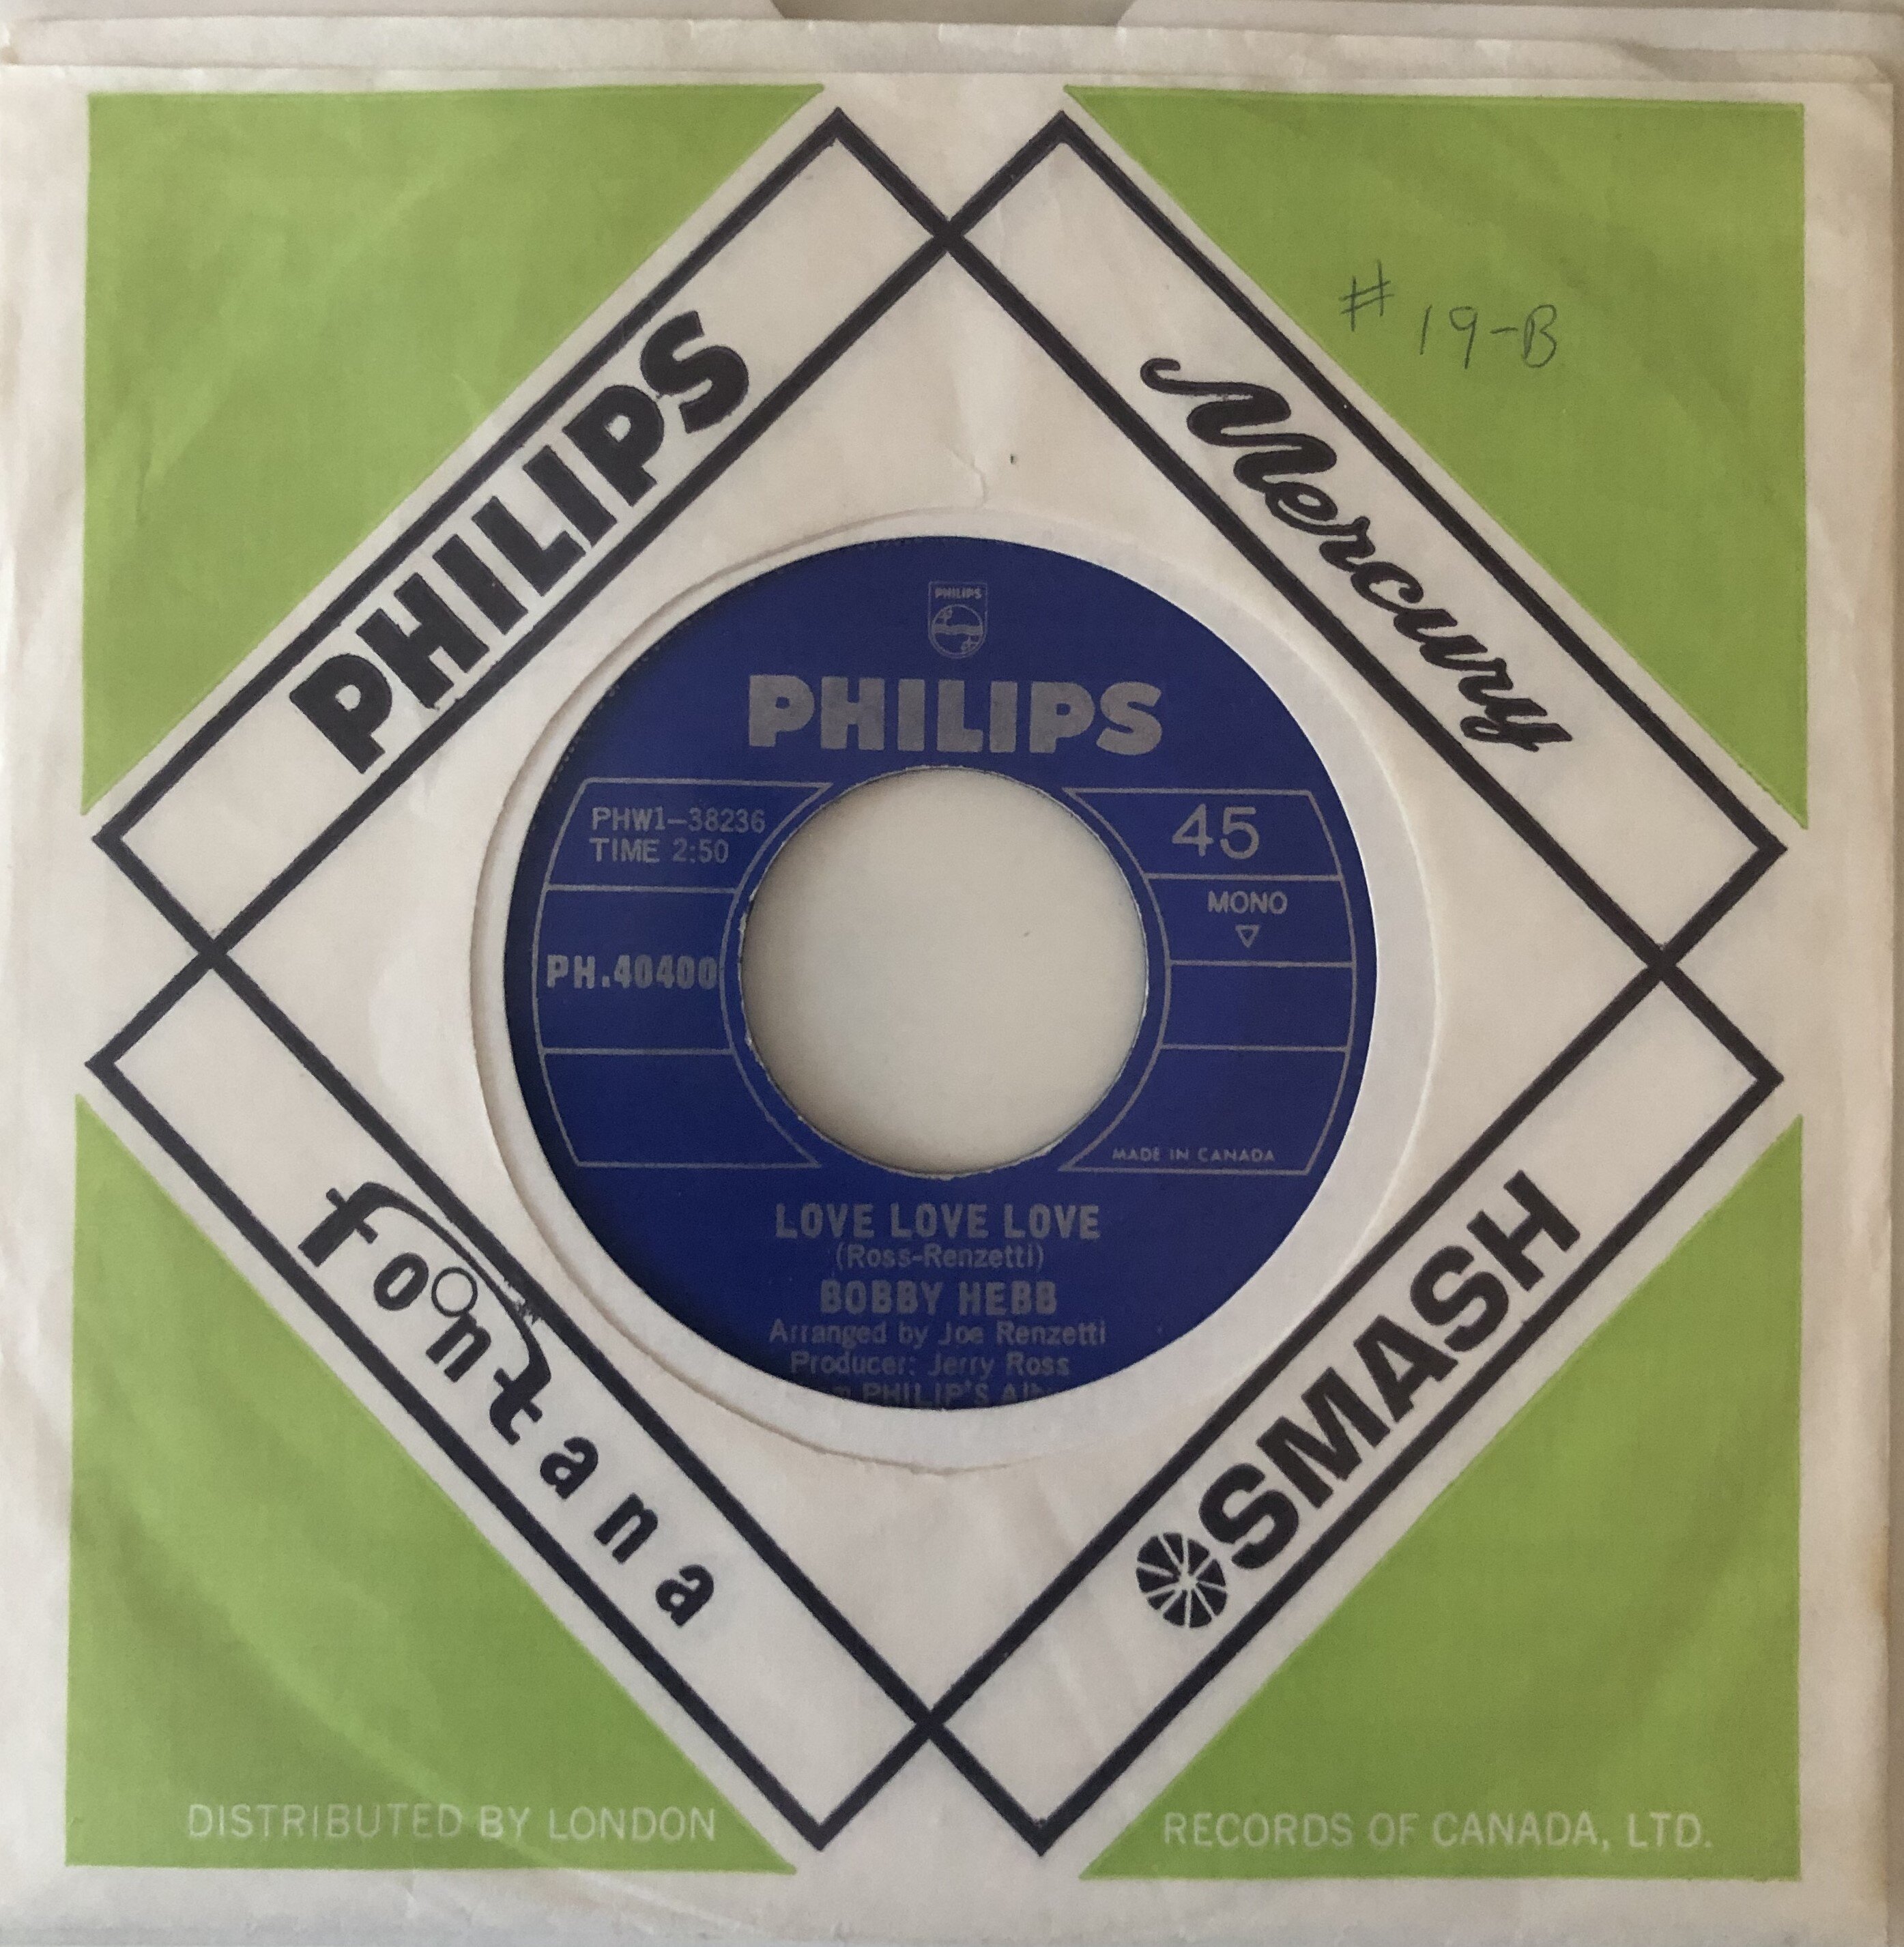 PHILIPS
Mercury
# 19-B
PHILIPS
PHILIPS
PHW1-38236
TIME 2:50
PH.40400
45
MONO
MADE IN CANADA
LOVE LOVE LOVE
(Ross-Renzetti)
BOBBY HEBB
Arranged by Joe Renzetti
Producer: Jerry Ross
PHILIP'S
fontana
SMASH
DISTRIBUTED BY LONDON RECORDS OF CANADA, LTD.